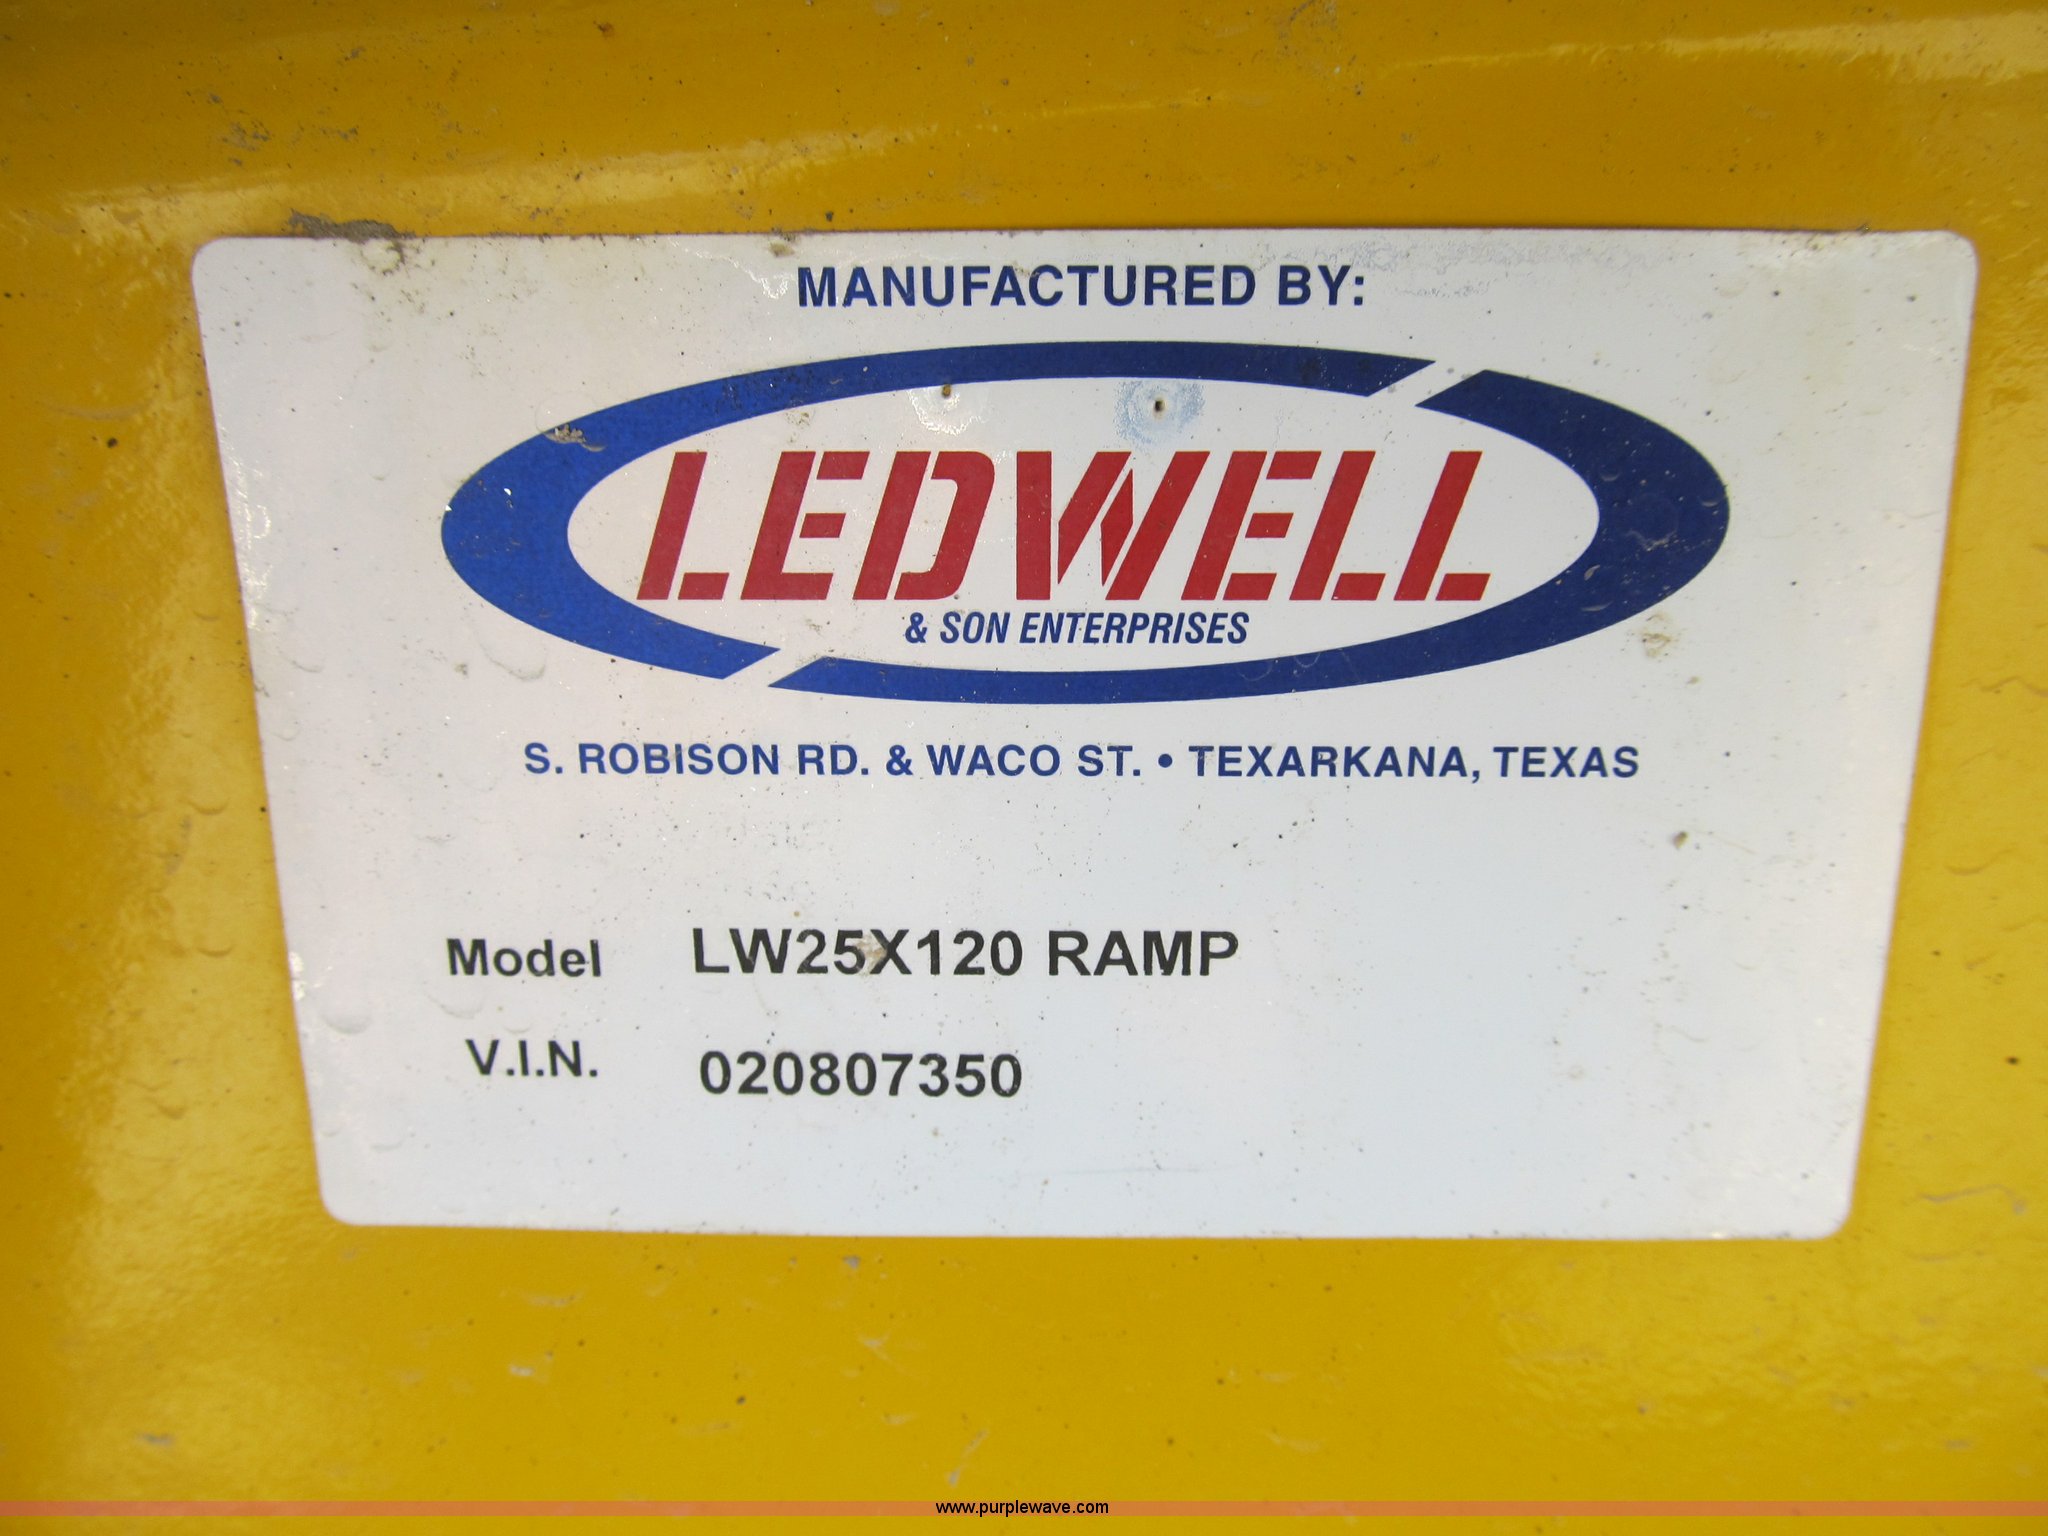 MANUFACTURED BY:
LEDWELL
& SON ENTERPRISES
S. ROBISON RD. & WACO ST. • TEXARKANA, TEXAS
Model LW25X120 RAMP
V.I.N. 020807350
www.purplewave.com